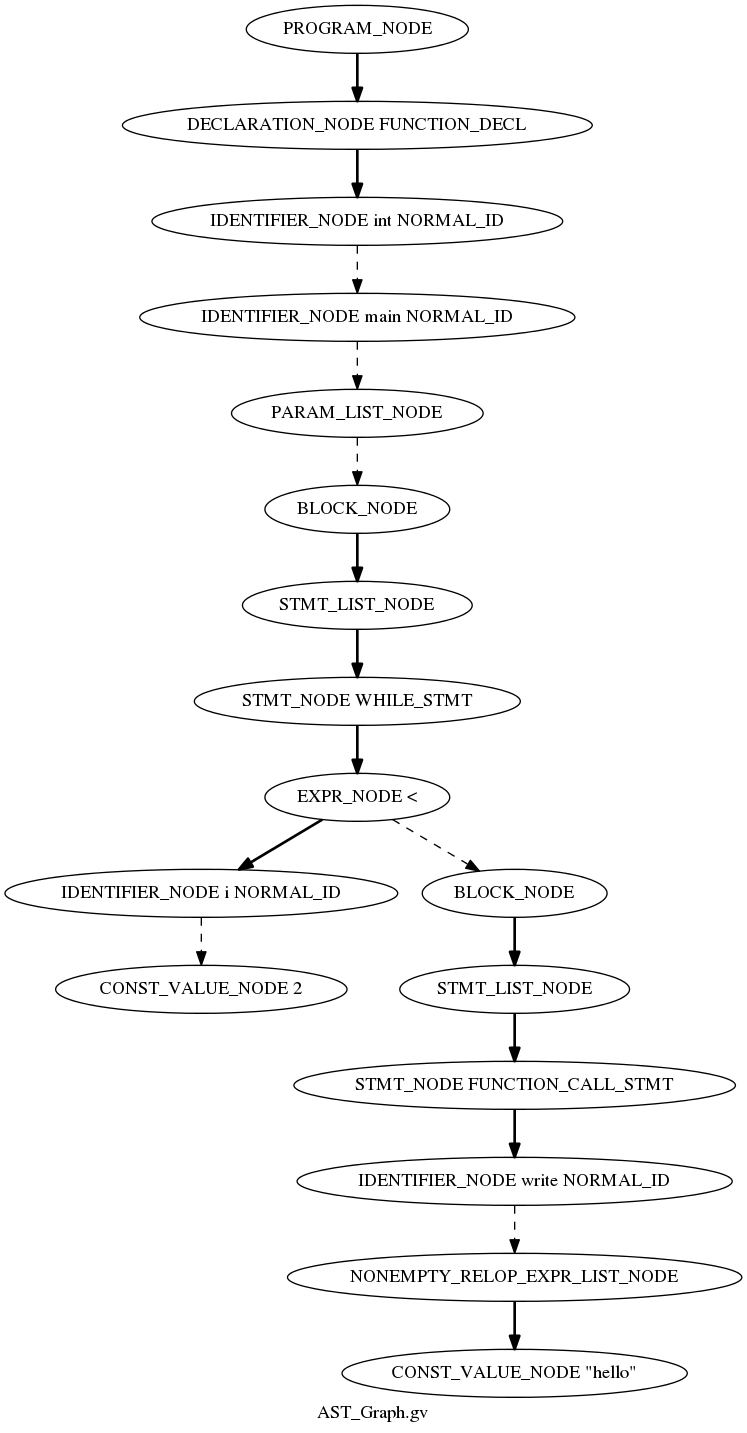 PROGRAM_NODE
DECLARATION_NODE FUNCTION_DECL
IDENTIFIER_NODE int NORMAL_ID
IDENTIFIER_NODE main NORMAL_ID
PARAM_LIST_NODE
BLOCK_NODE
STMT_LIST_NODE
STMT_NODE WHILE_STMT
EXPR_NODE <
IDENTIFIER_NODE i NORMAL_ID
BLOCK_NODE
CONST_VALUE_NODE 2
STMT_LIST_NODE
STMT_NODE FUNCTION_CALL_STMT
IDENTIFIER_NODE write NORMAL_ID
NONEMPTY_RELOP_EXPR_LIST_NODE
CONST_VALUE_NODE "hello"
AST_Graph.gv